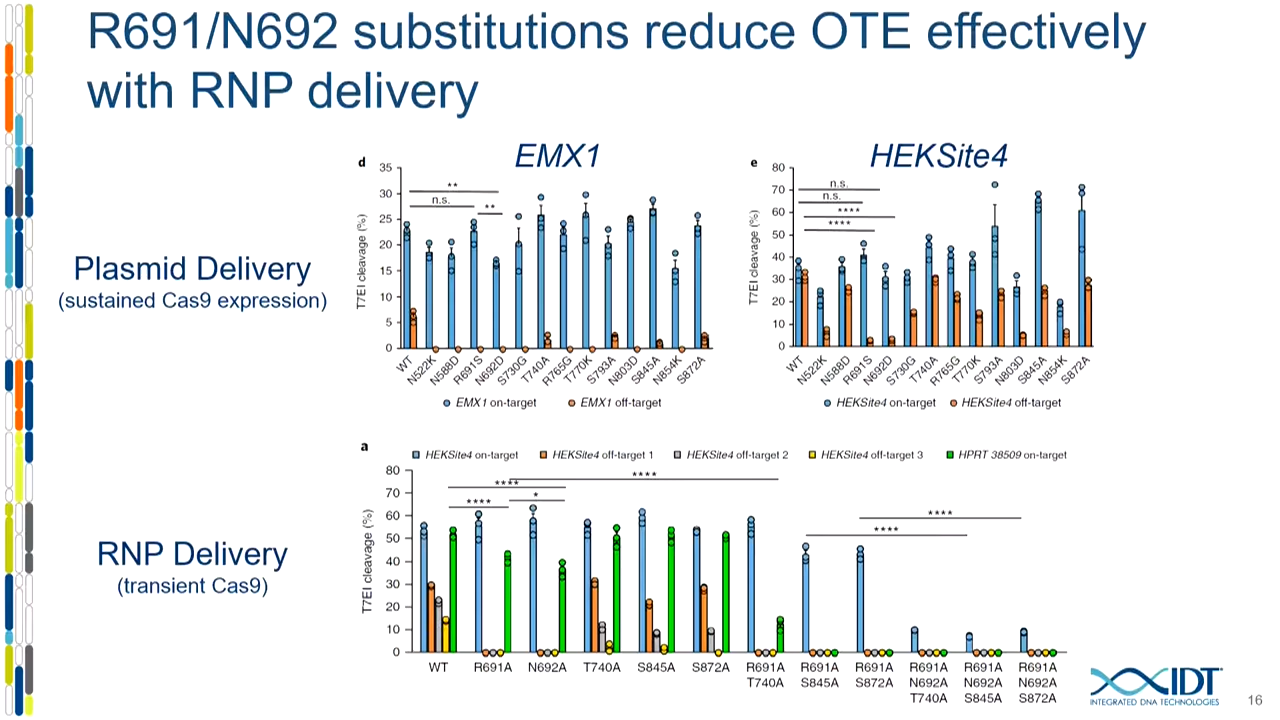 R691/N692 substitutions reduce OTE effectively
with RNP delivery
Plasmid Delivery
(sustained Cas9 expression)
d
EMX1
T7EI cleavage (%)
35
30
25
20
15
10
5
0
**
n.s.
**
WT
N522K
N588D
R691S
N692D
S730G
T740A
R765G
T770K
S793A
N803D
S845A
N854K
S872A
EMX1 on-target
EMX1 off-target
e
HEKSite4
T7EI cleavage (%)
80
70
60
50
40
30
20
10
0
n.s.
n.s.
****
****
WT
N522K
N588D
R691S
N692D
S730G
T740A
R765G
T770K
S793A
N803D
S845A
N854K
S872A
HEKSite4 on-target
HEKSite4 off-target
RNP Delivery
(transient Cas9)
a
HEKSite4 on-target
HEKSite4 off-target 1
HEKSite4 off-target 2
HEKSite4 off-target 3
HPRT 38509 on-target
T7EI cleavage (%)
80
70
60
50
40
30
20
10
0
****
****
****
*
****
****
WT
R691A
N692A
T740A
S845A
S872A
R691A
T740A
R691A
S845A
R691A
S872A
R691A
N692A
T740A
R691A
N692A
S845A
R691A
N692A
S872A
IDT
INTEGRATED DNA TECHNOLOGIES
16